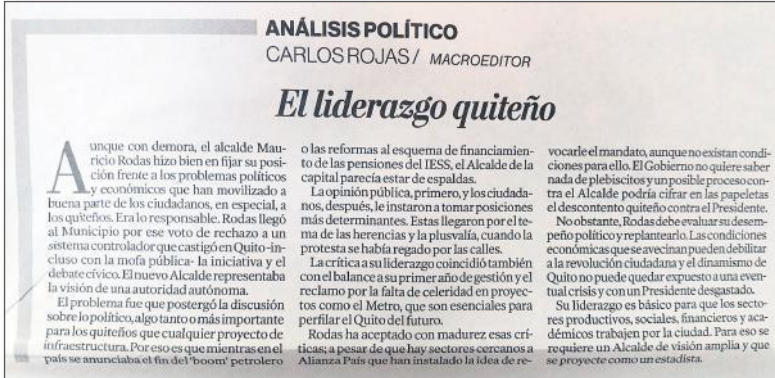 ANÁLISIS POLÍTICO
CARLOS ROJAS / MACROEDITOR
El liderazgo quiteño
Aunque con demora, el alcalde Mau-
ricio Rodas hizo bien en fijar su posi-
ción frente a los problemas políticos
y económicos que han movilizado a
buena parte de los ciudadanos, en especial, a
los quiteños. Era lo responsable. Rodas llegó
al Municipio por ese voto de rechazo a un
sistema controlador que castigó en Quito -in-
cluso con la mofa pública- la iniciativa y el
debate cívico. El nuevo Alcalde representaba
la visión de una autoridad autónoma.
El problema fue que postergó la discusión
sobre lo político, algo tanto o más importante
para los quiteños que cualquier proyecto de
infraestructura. Por eso es que mientras en el
país se anunciaba el fin del 'boom' petrolero
o las reformas al esquema de financiamien-
to de las pensiones del IESS, el Alcalde de la
capital parecía estar de espaldas.
La opinión pública, primero, y los ciudada-
nos, después, le instaron a tomar posiciones
más determinantes. Estas llegaron por el te-
ma de las herencias y la plusvalía, cuando la
protesta se había regado por las calles.
La crítica a su liderazgo coincidió también
con el balance a su primer año de gestión y el
reclamo por la falta de celeridad en proyec-
tos como el Metro, que son esenciales para
perfilar el Quito del futuro.
Rodas ha aceptado con madurez esas crí-
ticas; a pesar de que hay sectores cercanos a
Alianza País que han instalado la idea de re-
vocarle el mandato, aunque no existan condi-
ciones para ello. El Gobierno no quiere saber
nada de plebiscitos y un posible proceso con-
tra el Alcalde podría cifrar en las papeletas
el descontento quiteño contra el Presidente.
No obstante, Rodas debe evaluar su desem-
peño político y replantearlo. Las condiciones
económicas que se avecinan pueden debilitar
a la revolución ciudadana y el dinamismo de
Quito no puede quedar expuesto a una even-
tual crisis y con un Presidente desgastado.
Su liderazgo es básico para que los secto-
res productivos, sociales, financieros y aca-
démicos trabajen por la ciudad. Para eso se
requiere un Alcalde de visión amplia y que
se proyecte como un estadista.